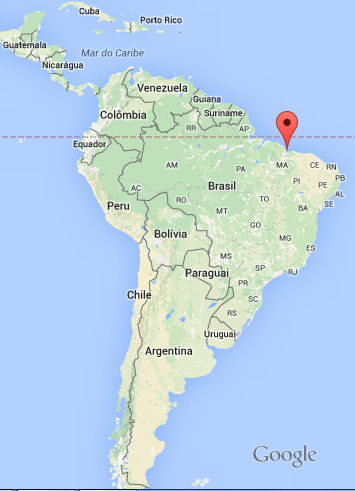 Cuba
Porto Rico
Guatemala
Mar do Caribe
Nicarágua
Venezuela
Guiana
Colômbia
Suriname
RR
AP
Equador
AM
PA
MA
CE
RN
PB
PI
PE
AC
Brasil
AL
SE
RO
TO
MT
BA
Peru
GO
Bolívia
MG
ES
MS
Paraguai
SP
RJ
PR
Chile
SC
RS
Uruguai
Argentina
Google